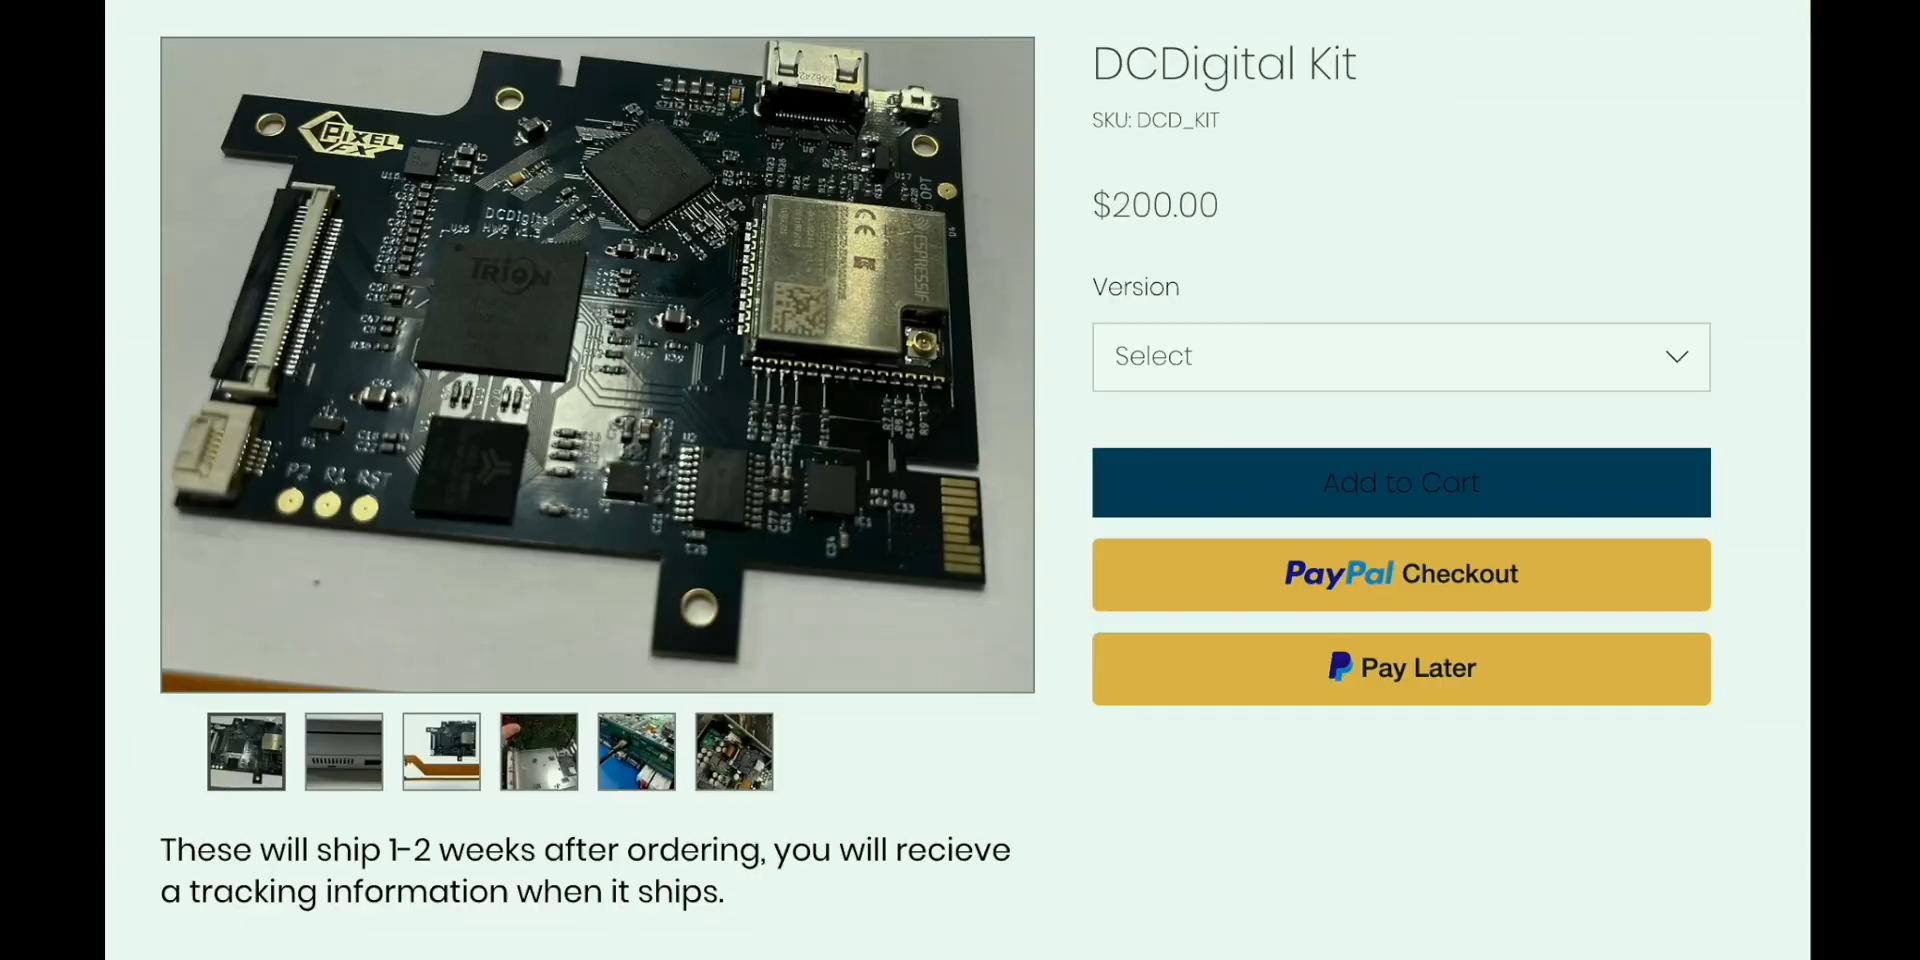 DCDigital Kit
SKU: DCD_KIT
$200.00
Version
Select
Add to Cart
PayPal Checkout
Pay Later
PIXEL
FX
DCDigital
TRION
ESPRESSIF
OPT
P2 R1 RST
These will ship 1-2 weeks after ordering, you will recieve
a tracking information when it ships.